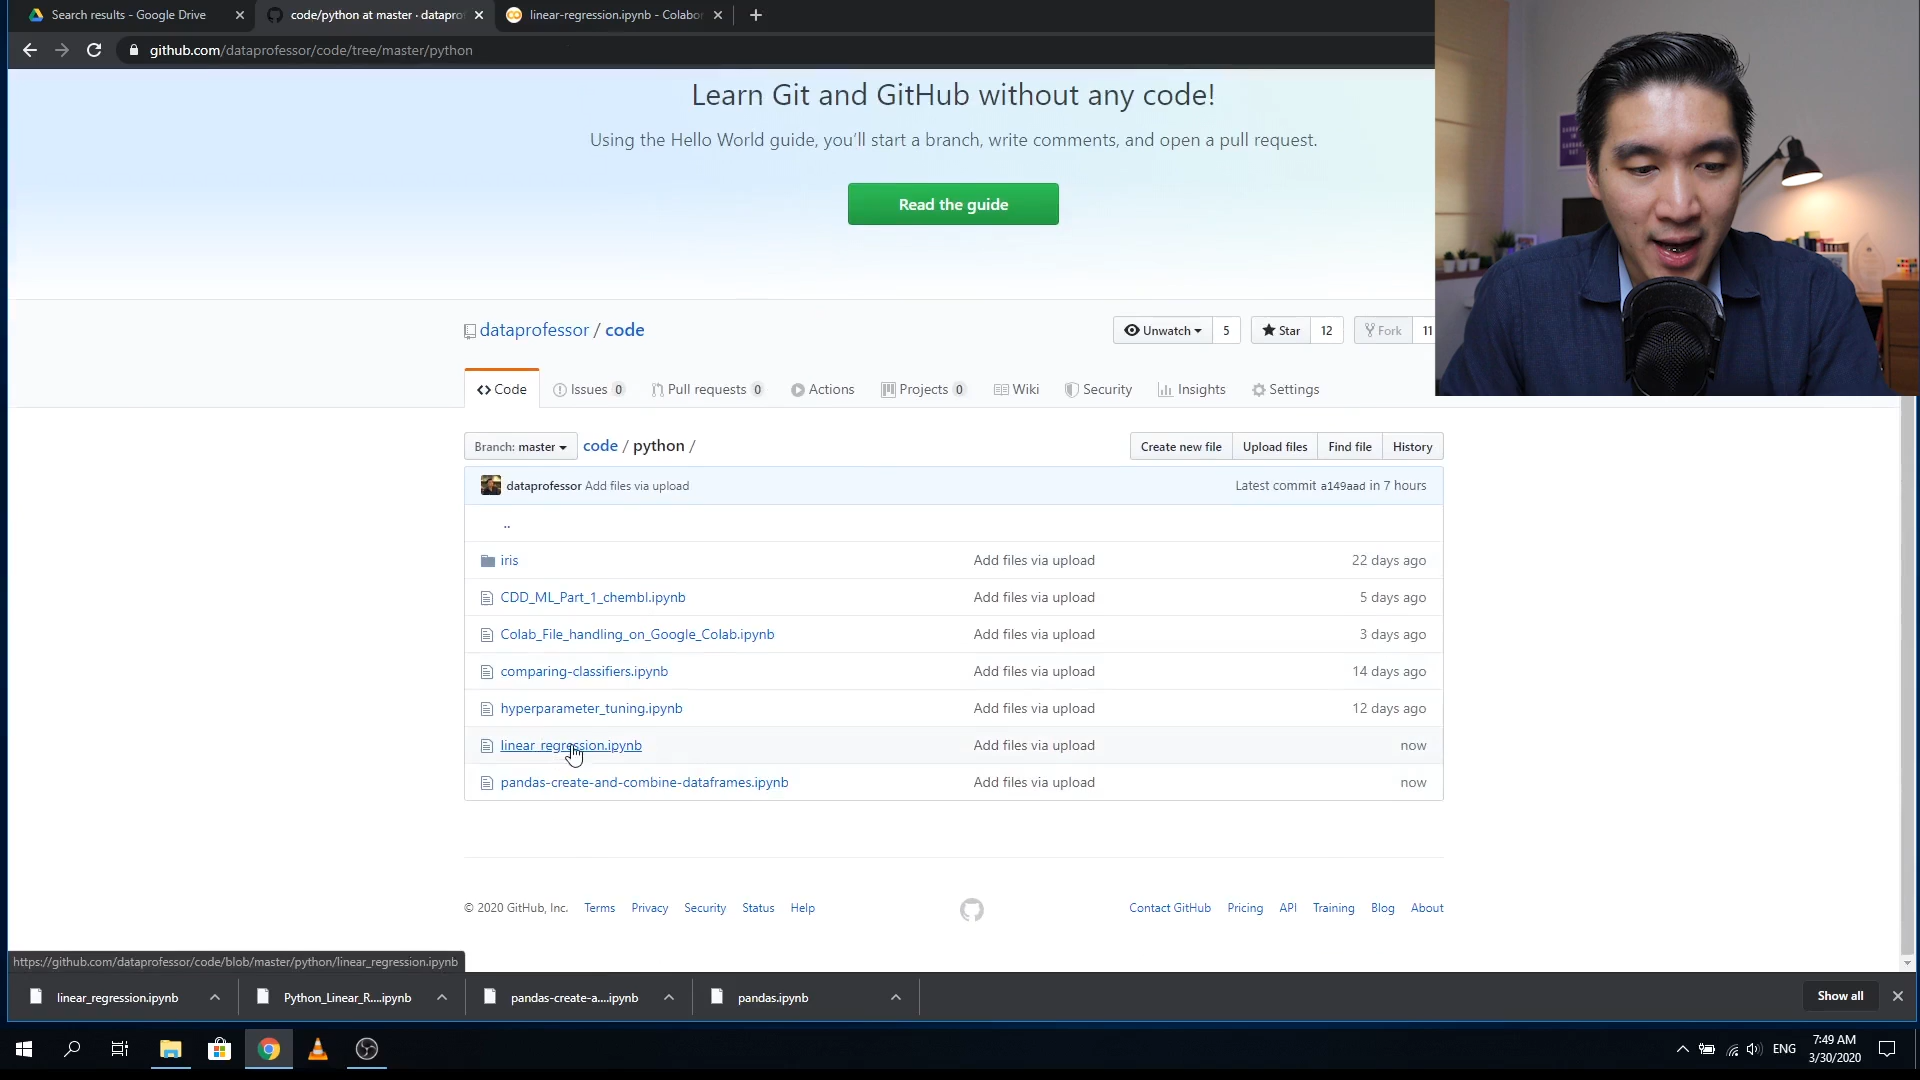 Search results - Google Drive
code/python at master · datapro
linear-regression.ipynb - Colabo
github.com/dataprofessor/code/tree/master/python
Learn Git and GitHub without any code!
Using the Hello World guide, you'll start a branch, write comments, and open a pull request.
Read the guide
dataprofessor / code
Unwatch 5 Star 12 Fork 11
Code Issues 0 Pull requests 0 Actions Projects 0 Wiki Security Insights Settings
Branch: master code / python / Create new file Upload files Find file History
dataprofessor Add files via upload Latest commit a149aad in 7 hours
..
iris Add files via upload 22 days ago
CDD_ML_Part_1_chembl.ipynb Add files via upload 5 days ago
Colab_File_handling_on_Google_Colab.ipynb Add files via upload 3 days ago
comparing-classifiers.ipynb Add files via upload 14 days ago
hyperparameter_tuning.ipynb Add files via upload 12 days ago
linear_regression.ipynb Add files via upload now
pandas-create-and-combine-dataframes.ipynb Add files via upload now
© 2020 GitHub, Inc. Terms Privacy Security Status Help Contact GitHub Pricing API Training Blog About
https://github.com/dataprofessor/code/blob/master/python/linear_regression.ipynb
linear_regression.ipynb Python_Linear_R....ipynb pandas-create-a....ipynb pandas.ipynb Show all
ENG 7:49 AM
3/30/2020